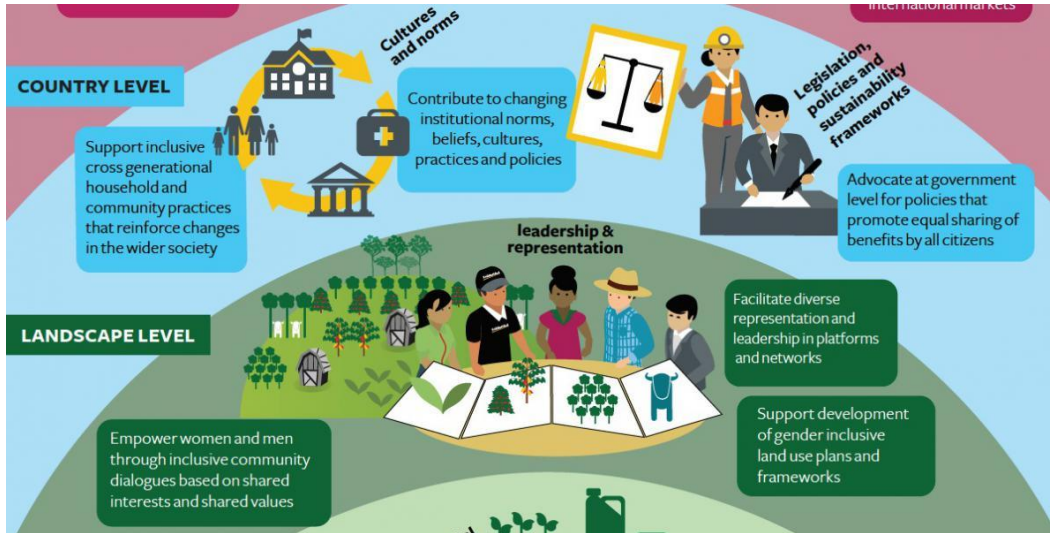 international markets
COUNTRY LEVEL
Cultures
and norms
Support inclusive
cross generational
household and
community practices
that reinforce changes
in the wider society
Contribute to changing
institutional norms,
beliefs, cultures,
practices and policies
Legislation,
policies and
sustainability
frameworks
Advocate at government
level for policies that
promote equal sharing of
benefits by all citizens
leadership &
representation
LANDSCAPE LEVEL
Facilitate diverse
representation and
leadership in platforms
and networks
Support development
of gender inclusive
land use plans and
frameworks
Empower women and men
through inclusive community
dialogues based on shared
interests and shared values